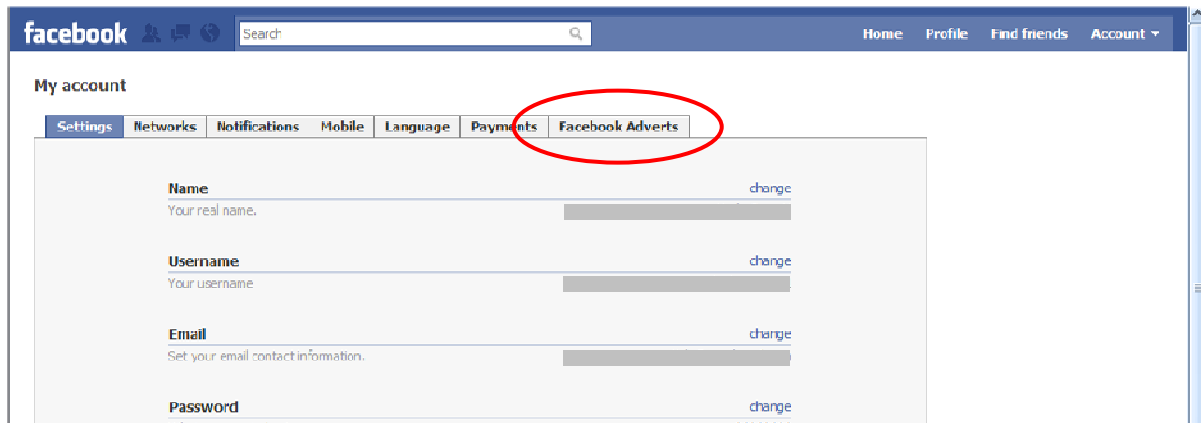 facebook Search Home Profile Find friends Account
My account
Settings Networks Notifications Mobile Language Payments Facebook Adverts
Name change
Your real name.
Username change
Your username
Email change
Set your email contact information.
Password change